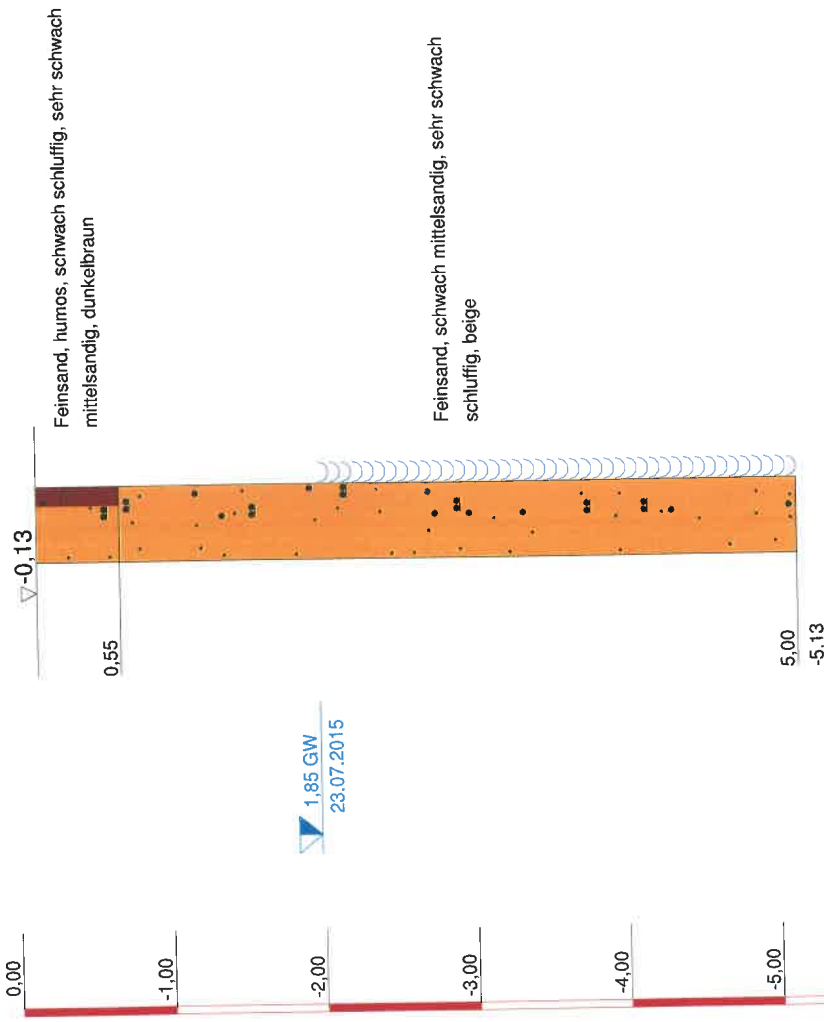 ▽-0,13
Feinsand, humos, schwach schluffig, sehr schwach
mittelsandig, dunkelbraun
0,55
1,85 GW
23.07.2015
Feinsand, schwach mittelsandig, sehr schwach
schluffig, beige
5,00
-5.13
0,00
-1,00
-2,00
-3,00
-4,00
-5,00